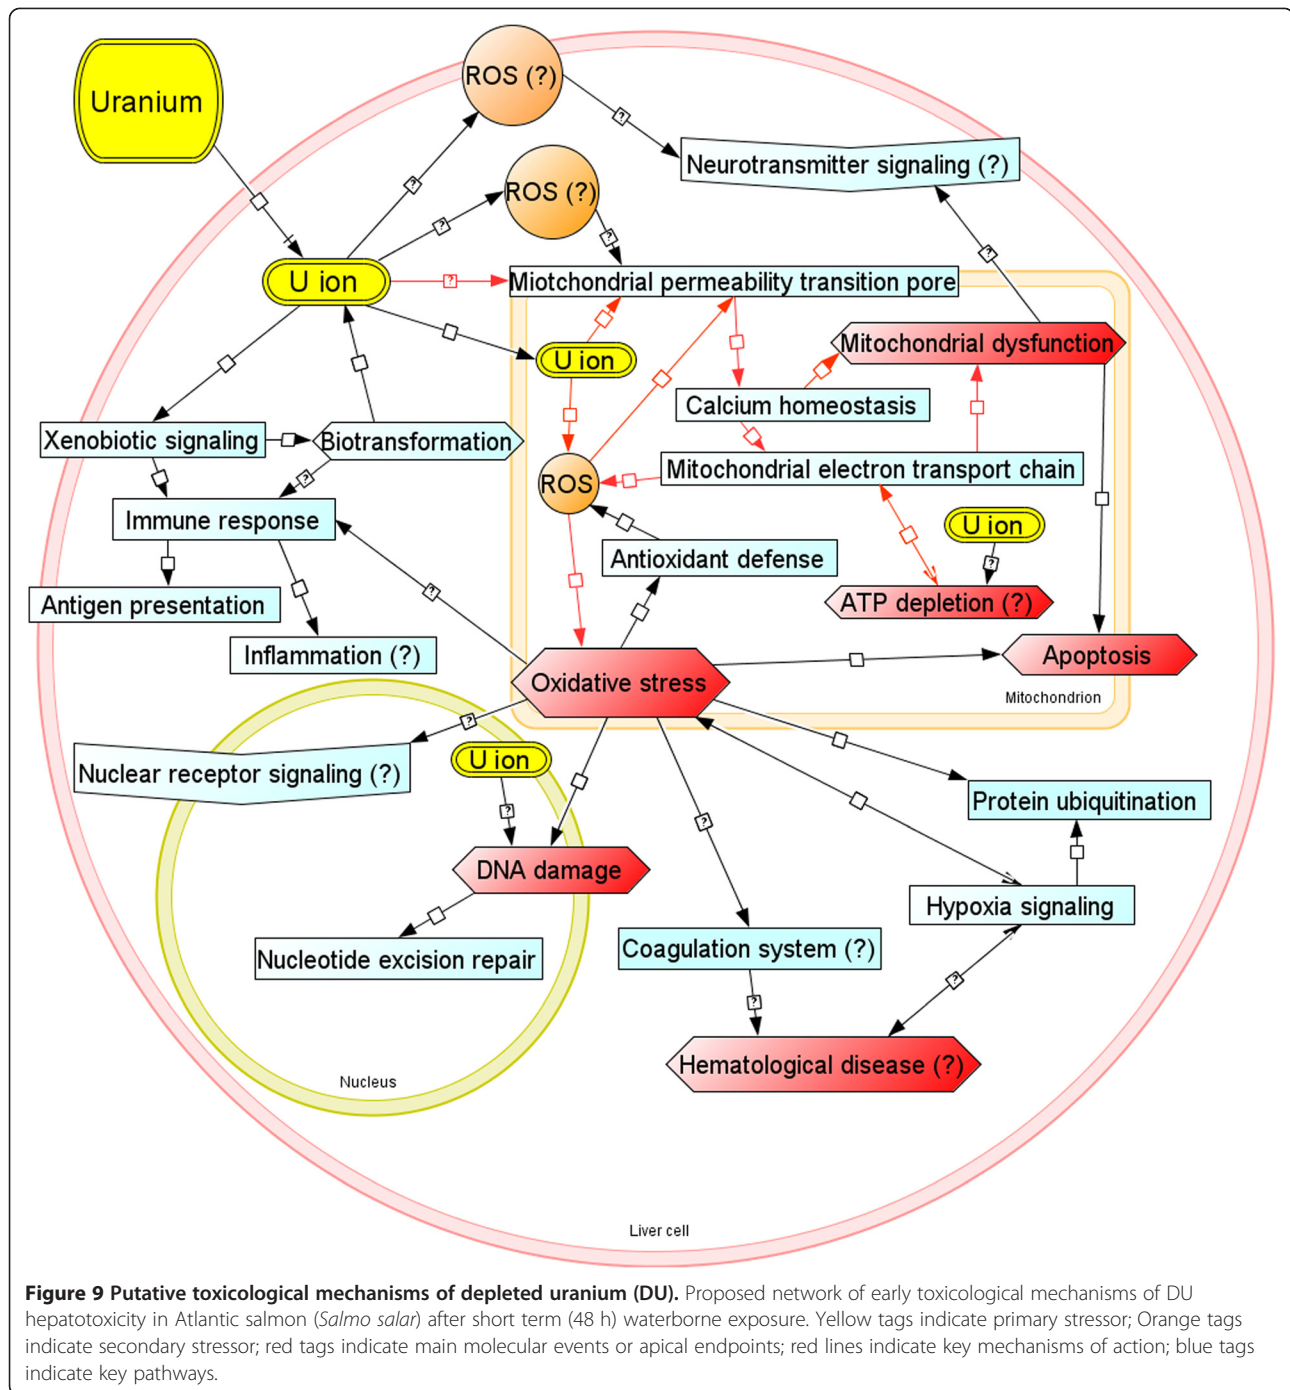 Uranium
ROS (?)
Neurotransmitter signaling (?)
ROS (?)
U ion
Miotchondrial permeability transition pore
Mitochondrial dysfunction
U ion
Calcium homeostasis
Xenobiotic signaling
Biotransformation
Mitochondrial electron transport chain
ROS
Immune response
U ion
Antioxidant defense
Antigen presentation
ATP depletion (?)
Inflammation (?)
Apoptosis
Oxidative stress
Mitochondrion
Nuclear receptor signaling (?)
U ion
Protein ubiquitination
DNA damage
Hypoxia signaling
Nucleotide excision repair
Coagulation system (?)
Hematological disease (?)
Nucleus
Liver cell
? ? ? ? ? ? ? ? ? ? ? ? ? ? ?
Figure 9 Putative toxicological mechanisms of depleted uranium (DU). Proposed network of early toxicological mechanisms of DU
hepatotoxicity in Atlantic salmon (Salmo salar) after short term (48 h) waterborne exposure. Yellow tags indicate primary stressor; Orange tags
indicate secondary stressor; red tags indicate main molecular events or apical endpoints; red lines indicate key mechanisms of action; blue tags
indicate key pathways.